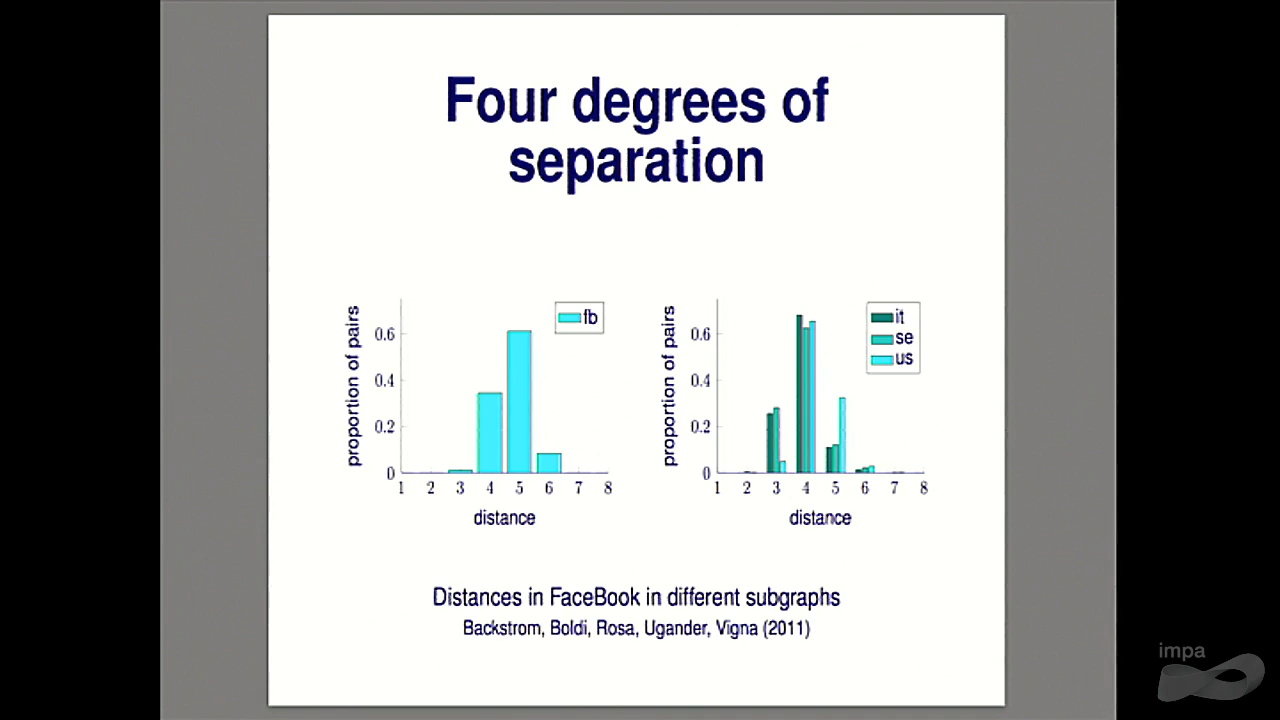 Four degrees of
separation
proportion of pairs
0.6
0.4
0.2
0
1 2 3 4 5 6 7 8
distance
fb
proportion of pairs
0.6
0.4
0.2
0
1 2 3 4 5 6 7 8
distance
it
se
us
Distances in FaceBook in different subgraphs
Backstrom, Boldi, Rosa, Ugander, Vigna (2011)
impa